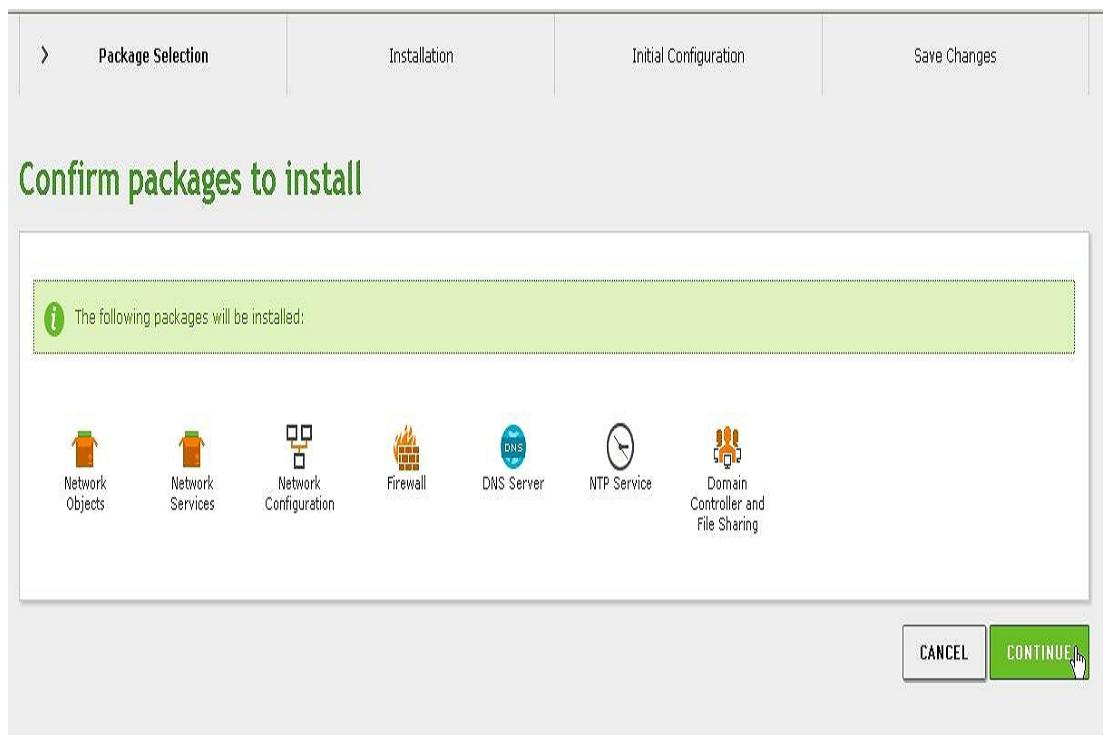 Package Selection
Installation
Initial Configuration
Save Changes
Confirm packages to install
i The following packages will be installed:
Network
Objects
Network
Services
Network
Configuration
Firewall
DNS
DNS Server
NTP Service
Domain
Controller and
File Sharing
CANCEL
CONTINUE